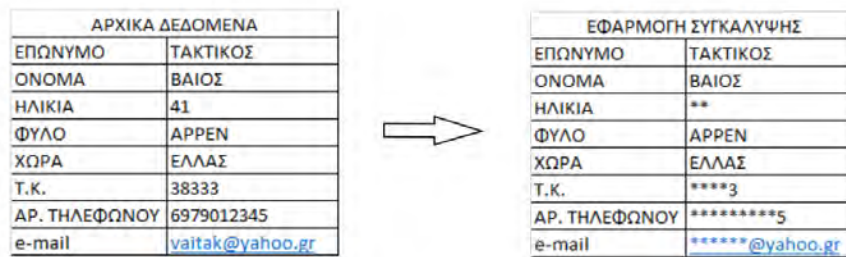 ΑΡΧΙΚΑ ΔΕΔΟΜΕΝΑ
ΕΠΩΝΥΜΟ ΤΑΚΤΙΚΟΣ
ΟΝΟΜΑ ΒΑΙΟΣ
ΗΛΙΚΙΑ 41
ΦΥΛΟ ΑΡΡΕΝ
ΧΩΡΑ ΕΛΛΑΣ
Τ.Κ. 38333
ΑΡ. ΤΗΛΕΦΩΝΟΥ 6979012345
e-mail vaitak@yahoo.gr
ΕΦΑΡΜΟΓΗ ΣΥΓΚΑΛΥΨΗΣ
ΕΠΩΝΥΜΟ ΤΑΚΤΙΚΟΣ
ΟΝΟΜΑ ΒΑΙΟΣ
ΗΛΙΚΙΑ **
ΦΥΛΟ ΑΡΡΕΝ
ΧΩΡΑ ΕΛΛΑΣ
Τ.Κ. ****3
ΑΡ. ΤΗΛΕΦΩΝΟΥ *********5
e-mail ******@yahoo.gr